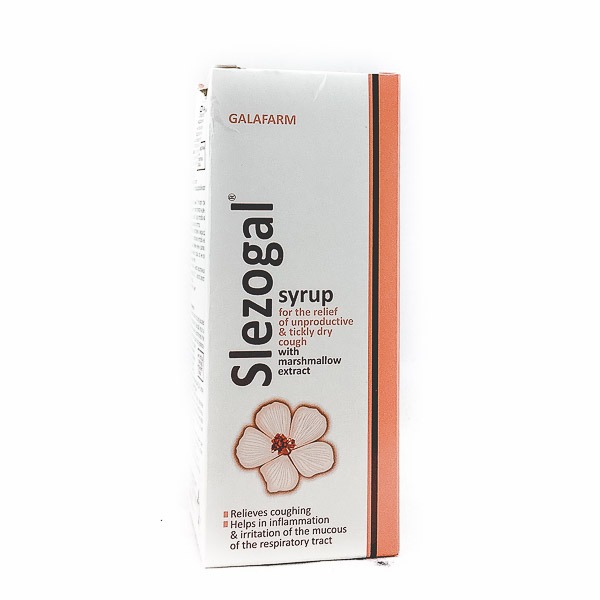 GALAFARM
Slezogal®
syrup
for the relief
of unproductive
& tickly dry
cough
with
marshmallow
extract
Relieves coughing
Helps in inflammation
& irritation of the mucous
of the respiratory tract